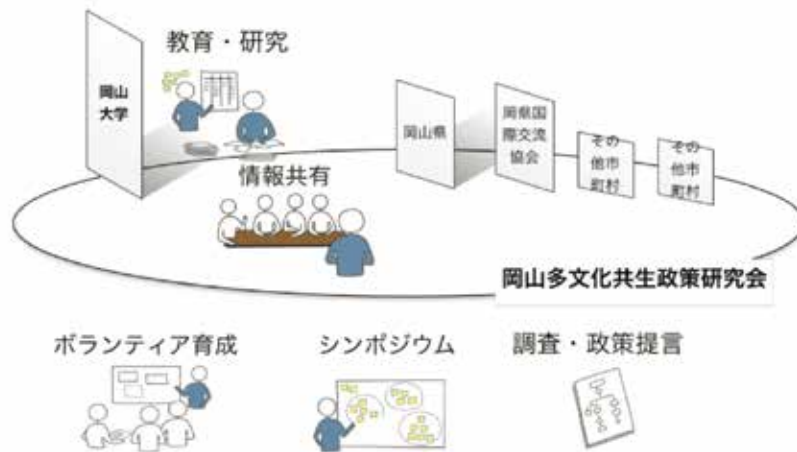 教育・研究
岡山
大学
岡山県
岡県国
際交流
協会
その
他市
町村
その
他市
町村
情報共有
岡山多文化共生政策研究会
ボランティア育成
シンポジウム
調査・政策提言